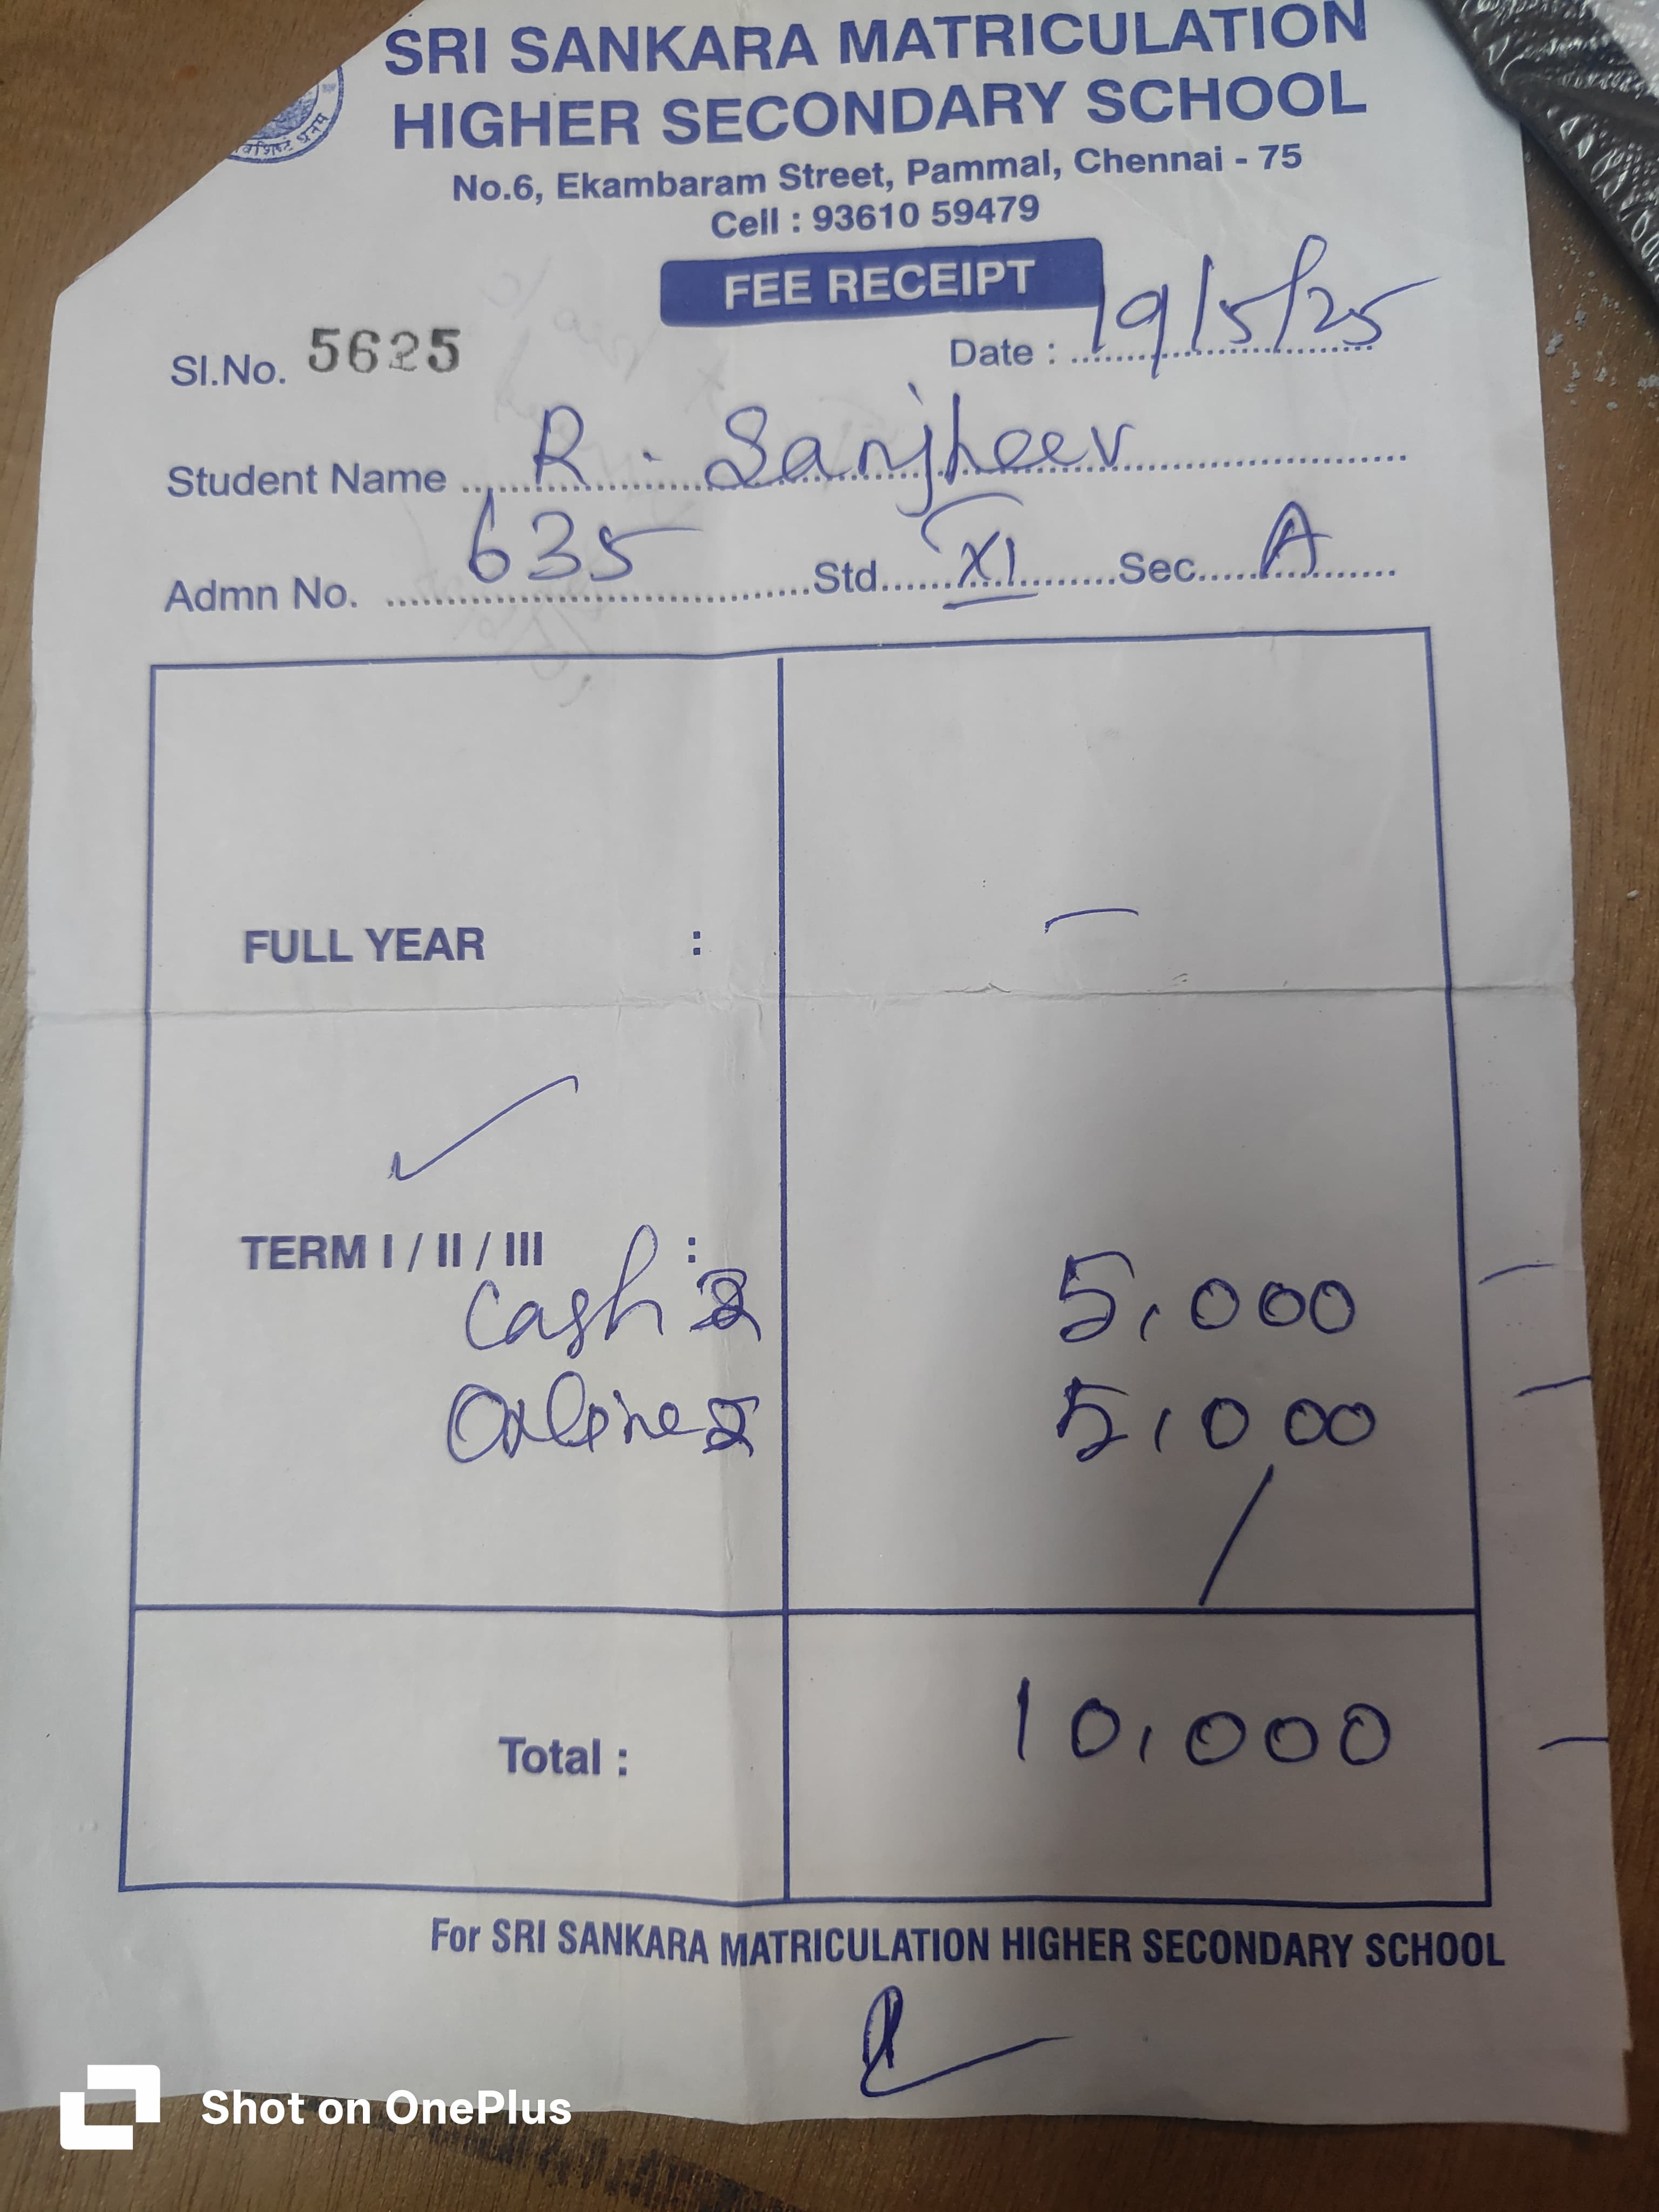 SRI SANKARA MATRICULATION
HIGHER SECONDARY SCHOOL
No.6, Ekambaram Street, Pammal, Chennai - 75
Cell : 93610 59479
FEE RECEIPT
Sl.No. 5625 Date : 19/5/25
Student Name R. Sanjheev
Admn No. 635 Std. XI Sec. A
FULL YEAR : —
TERM I / II / III :
Cash 5,000
Online 5,000
Total : 10,000
For SRI SANKARA MATRICULATION HIGHER SECONDARY SCHOOL
Shot on OnePlus